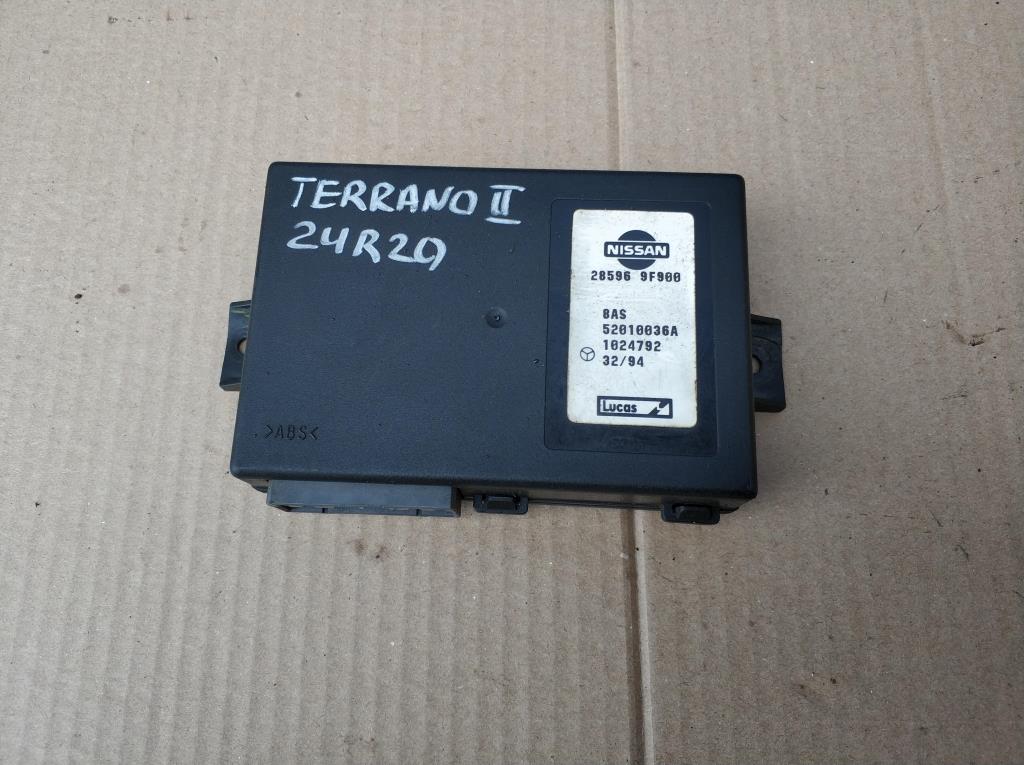 TERRANO II
24R29
NISSAN
28596 9F900
8AS
52010036A
1024792
32/94
Lucas
>ABS<